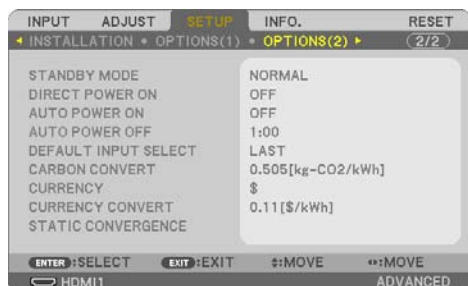 INPUT ADJUST SETUP INFO. RESET
INSTALLATION • OPTIONS(1) • OPTIONS(2) 2/2
STANDBY MODE NORMAL
DIRECT POWER ON OFF
AUTO POWER ON OFF
AUTO POWER OFF 1:00
DEFAULT INPUT SELECT LAST
CARBON CONVERT 0.505[kg-CO2/kWh]
CURRENCY $
CURRENCY CONVERT 0.11[$/kWh]
STATIC CONVERGENCE
ENTER :SELECT EXIT :EXIT :MOVE :MOVE
HDMI1 ADVANCED